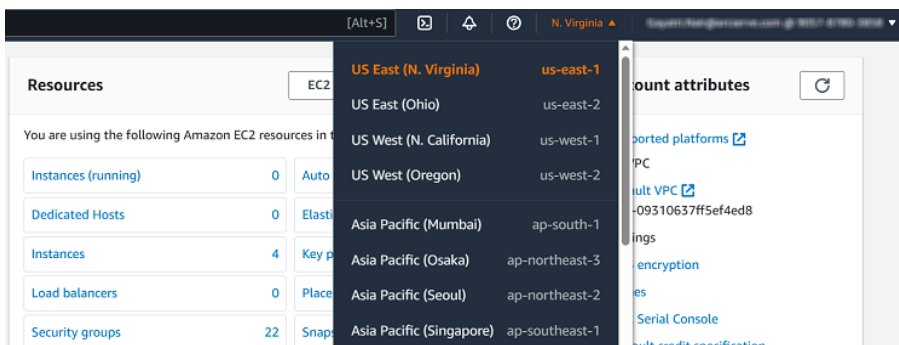 [Alt+S]
N. Virginia
Resources
EC2
You are using the following Amazon EC2 resources in t
Instances (running) 0 Auto
Dedicated Hosts 0 Elasti
Instances 4 Key p
Load balancers 0 Place
Security groups 22 Snaps
US East (N. Virginia) us-east-1
US East (Ohio) us-east-2
US West (N. California) us-west-1
US West (Oregon) us-west-2
Asia Pacific (Mumbai) ap-south-1
Asia Pacific (Osaka) ap-northeast-3
Asia Pacific (Seoul) ap-northeast-2
Asia Pacific (Singapore) ap-southeast-1
ount attributes
ported platforms
VPC
ult VPC
-09310637ff5ef4ed8
ings
encryption
es
Serial Console
ult credit specification